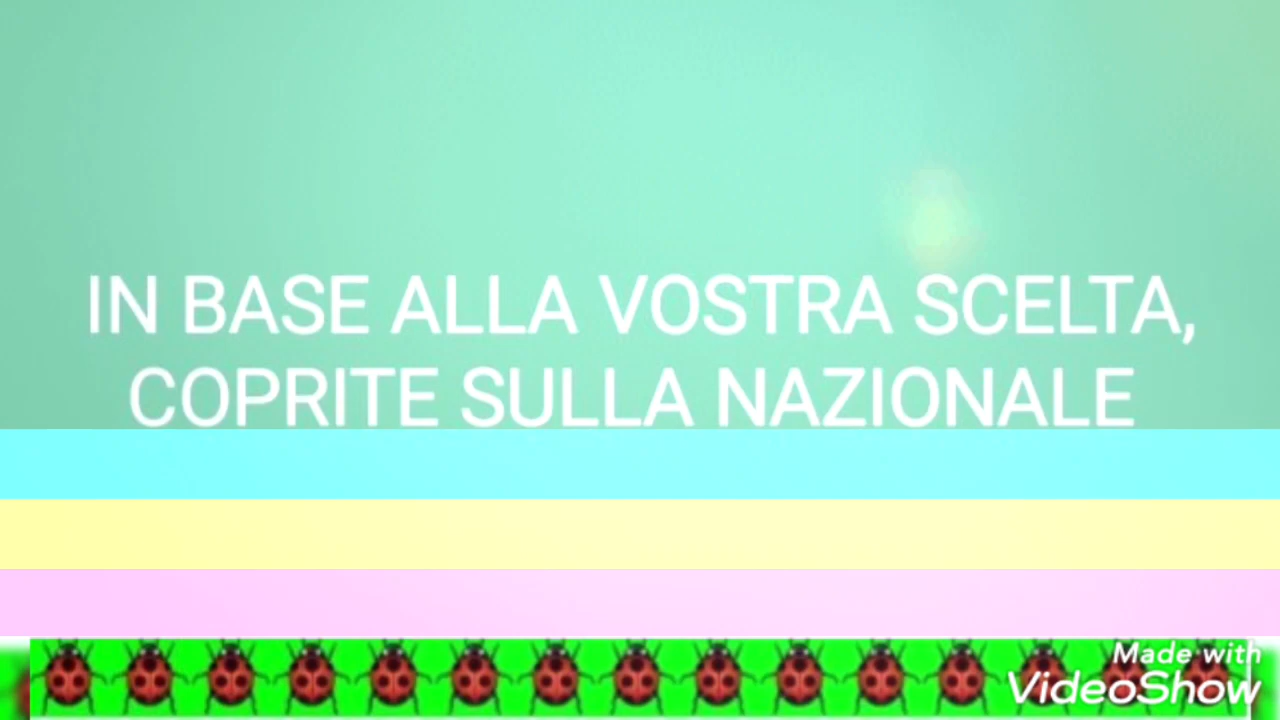 IN BASE ALLA VOSTRA SCELTA,
COPRITE SULLA NAZIONALE
Made with
VideoShow